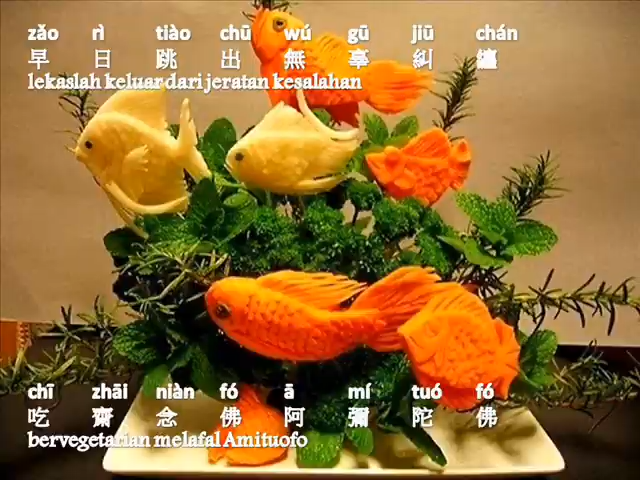 zǎo rì tiào chū wú gū jiū chán
早 日 跳 出 無 辜 糾 纏
lekaslah keluar dari jeratan kesalahan
chī zhāi niàn fó ā mí tuó fó
吃 齋 念 佛 阿 彌 陀 佛
bervegetarian melafal Amituofo